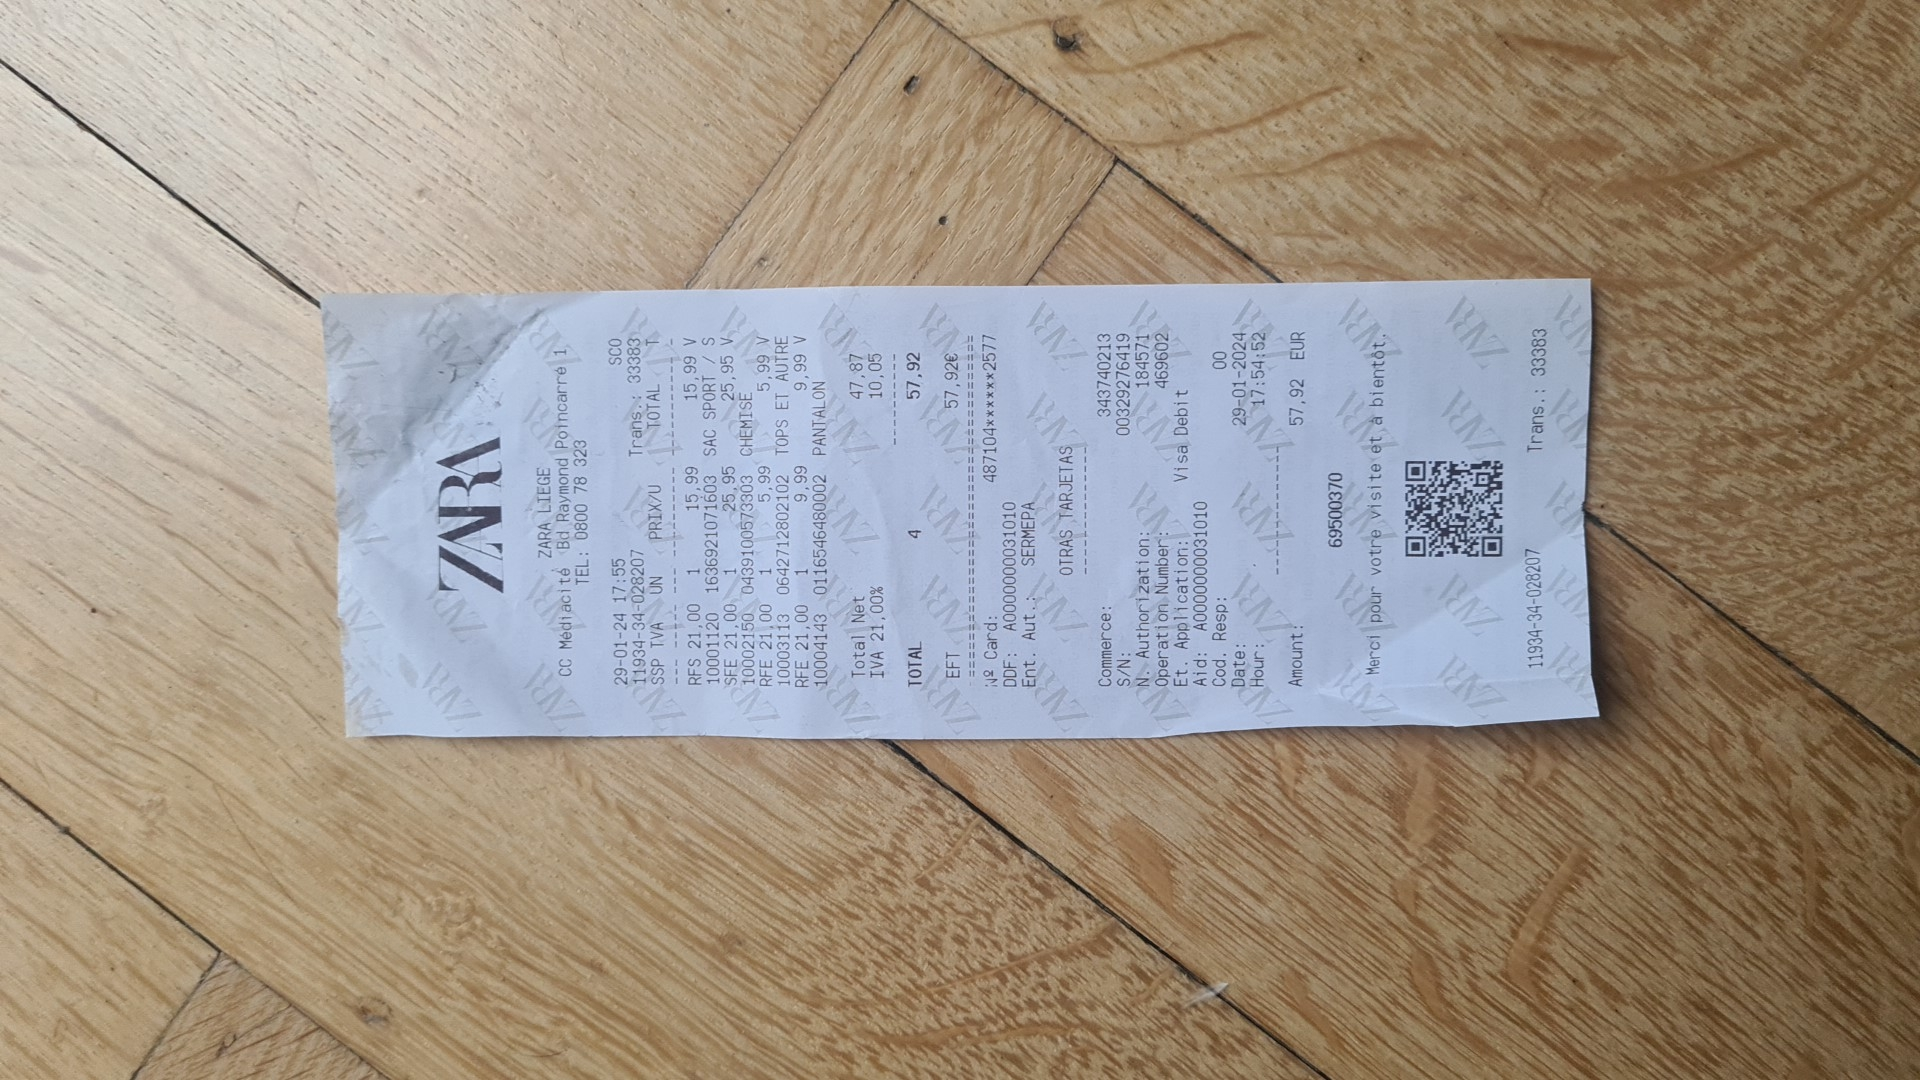 ZARA
ZARA LIEGE
CC Médiacité Bd Raymond Poincarré 1
TEL: 0800 78 323
29-01-24 17:55 SCO
11934-34-028207 Trans.: 33383
SSP TVA UN PRIX/U TOTAL T
--- ---- --- ------- ------- -
RFS 21,00 1 15,99 15,99 V
10001120 1636921071603 SAC SPORT / S
SFE 21,00 1 25,95 25,95 V
10002150 0439100573303 CHEMISE
RFE 21,00 1 5,99 5,99 V
10003113 0642712802102 TOPS ET AUTRE
RFE 21,00 1 9,99 9,99 V
10004143 0116546480002 PANTALON
Total Net 47,87
IVA 21,00% 10,05
TOTAL 4 57,92
EFT 57,92€
Nº Card: 487104*******2577
DDF: A0000000031010
Ent. Aut.: SERMEPA
OTRAS TARJETAS
Commerce: 343740213
S/N: 00329276419
N. Authorization: 184571
Operation Number: 469602
Et. Application: Visa Debit
Aid: A0000000031010
Cod. Resp: 00
Date: 29-01-2024
Hour: 17:54:52
Amount: 57,92 EUR
69500370
Merci pour votre visite et à bientôt.
11934-34-028207 Trans.: 33383